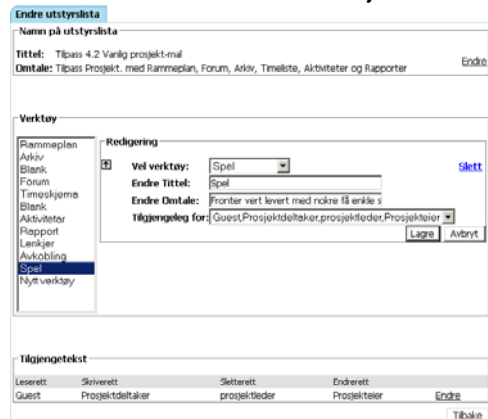 Endre utstyrslista
Namn på utstyrslista
Tittel: Tilpass 4.2 Vanlig prosjekt-mal
Omtale: Tilpass Prosjekt. med Rammeplan, Forum, Arkiv, Timeliste, Aktiviteter og Rapporter
Endre
Verktøy
Rammeplan
Arkiv
Blank
Forum
Timeskjema
Blank
Aktiviteter
Rapport
Lenkjer
Avkobling
Spel
Nytt verktøy
Redigering
Vel verktøy: Spel
Slett
Endre Tittel: Spel
Endre Omtale: Fronter vert levert med nokre få enkle s
Tilgjengeleg for: Guest,Prosjektdeltaker,prosjektleder,Prosjekteier
Lagre Avbryt
Tilgjengetekst
Leserett Skriverett Sletterett Endrerett
Guest Prosjektdeltaker prosjektleder Prosjekteier Endre
Tilbake